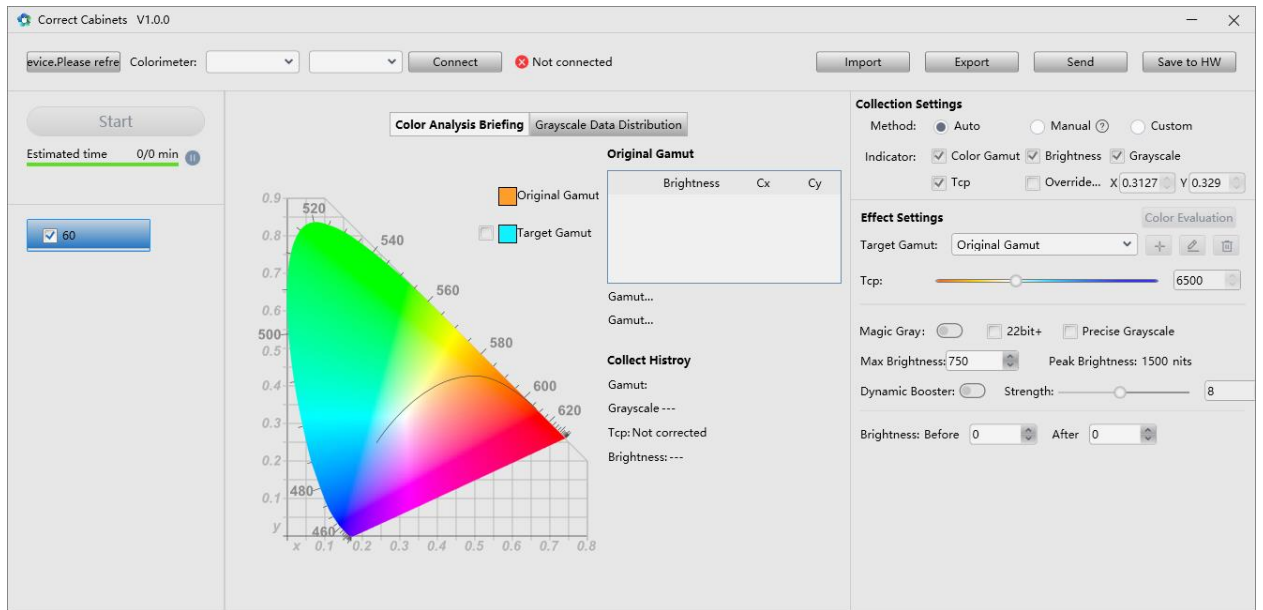 Correct Cabinets V1.0.0
evice.Please refre Colorimeter: Connect Not connected Import Export Send Save to HW
Start
Estimated time 0/0 min
60
Color Analysis Briefing Grayscale Data Distribution
Original Gamut
Target Gamut
0.9
0.8
0.7
0.6
0.5
0.4
0.3
0.2
0.1
y
x 0.1 0.2 0.3 0.4 0.5 0.6 0.7 0.8
520
540
560
500
580
600
620
480
460
Original Gamut
Brightness Cx Cy
Gamut...
Gamut...
Collect Histroy
Gamut:
Grayscale ---
Tcp: Not corrected
Brightness: ---
Collection Settings
Method: Auto Manual ? Custom
Indicator: Color Gamut Brightness Grayscale
Tcp Override... X 0.3127 Y 0.329
Effect Settings Color Evaluation
Target Gamut: Original Gamut +
Tcp: 6500
Magic Gray: 22bit+ Precise Grayscale
Max Brightness: 750 Peak Brightness: 1500 nits
Dynamic Booster: Strength: 8
Brightness: Before 0 After 0